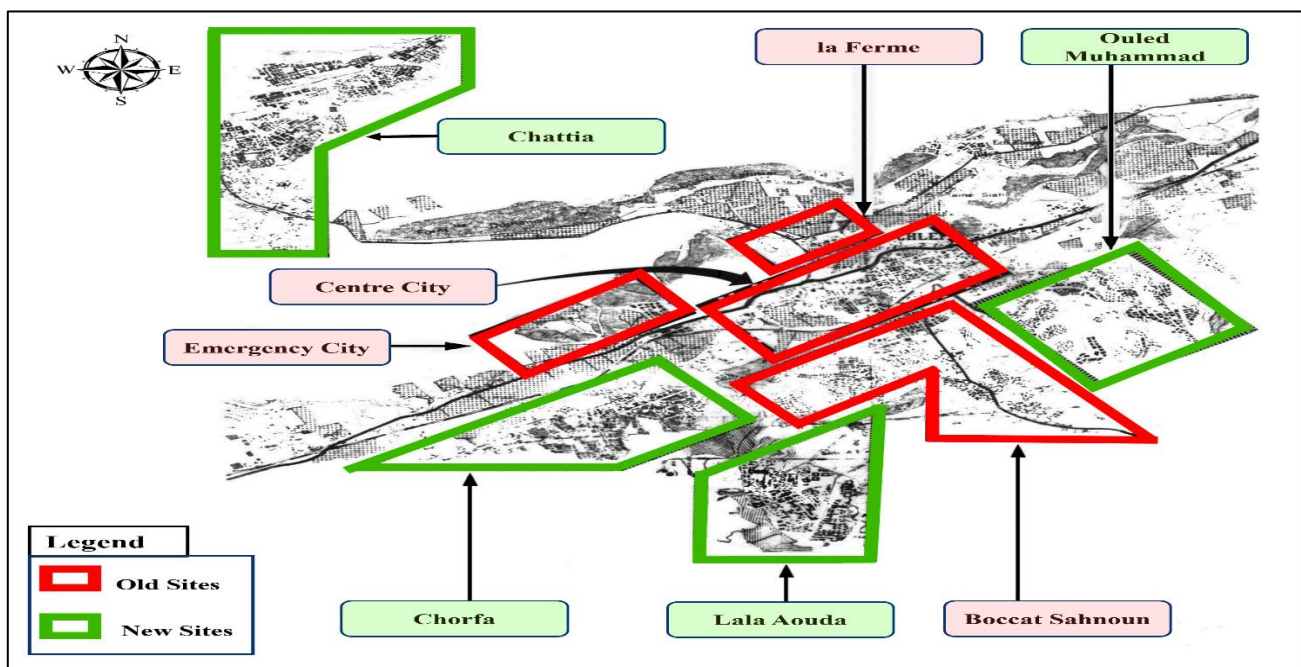 N
W E
S
la Ferme
Ouled
Muhammad
Chattia
Centre City
Emergency City
Legend
Old Sites
New Sites
Chorfa
Lala Aouda
Boccat Sahnoun